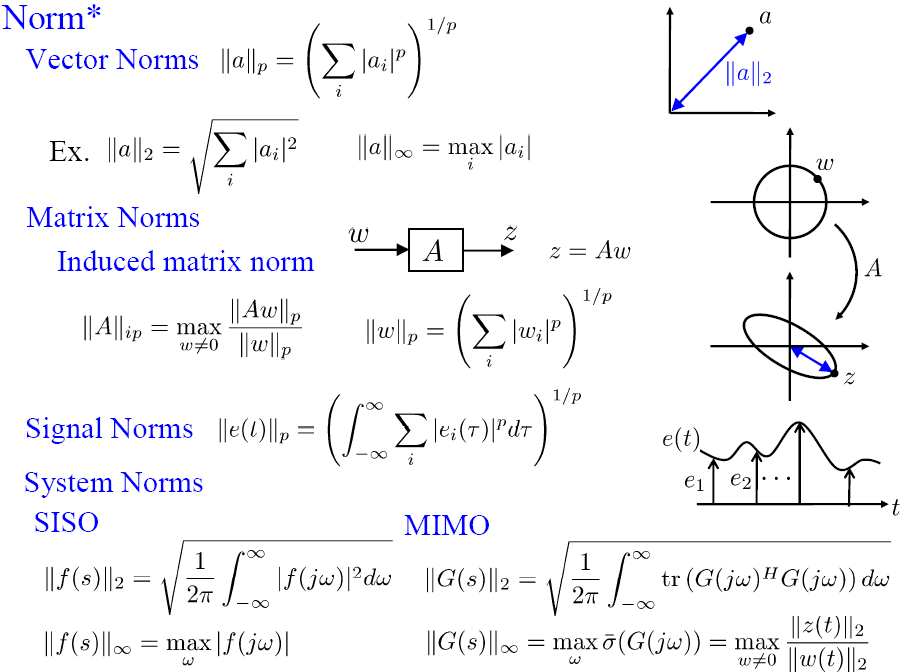 Norm*
Vector Norms ‖a‖_p = (∑_i |a_i|^p)^{1/p}
a
‖a‖_2
Ex. ‖a‖_2 = √(∑_i |a_i|^2) ‖a‖_∞ = max_i |a_i|
w
Matrix Norms
w A z z = Aw
Induced matrix norm
A
‖A‖_{ip} = max_{w≠0} ‖Aw‖_p / ‖w‖_p ‖w‖_p = (∑_i |w_i|^p)^{1/p}
z
Signal Norms ‖e(t)‖_p = (∫_{-∞}^{∞} ∑_i |e_i(τ)|^p dτ)^{1/p}
e(t)
e_1 e_2 ...
t
System Norms
SISO MIMO
‖f(s)‖_2 = √(1/2π ∫_{-∞}^{∞} |f(jω)|^2 dω) ‖G(s)‖_2 = √(1/2π ∫_{-∞}^{∞} tr (G(jω)^H G(jω)) dω)
‖f(s)‖_∞ = max_ω |f(jω)| ‖G(s)‖_∞ = max_ω σ̄(G(jω)) = max_{w≠0} ‖z(t)‖_2 / ‖w(t)‖_2